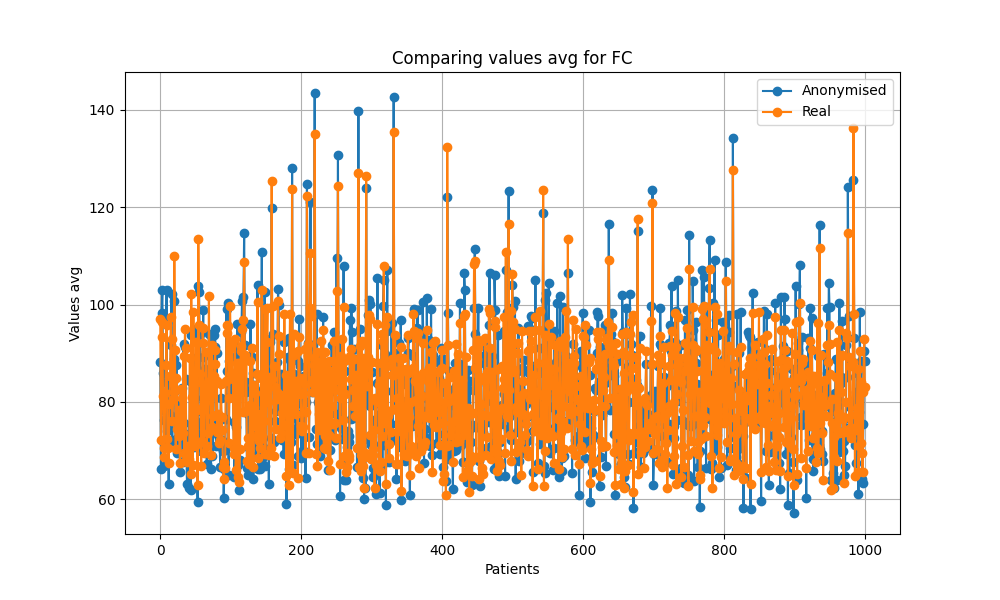 Comparing values avg for FC
Anonymised
Real
Values avg
140
120
100
80
60
0
200
400
600
800
1000
Patients